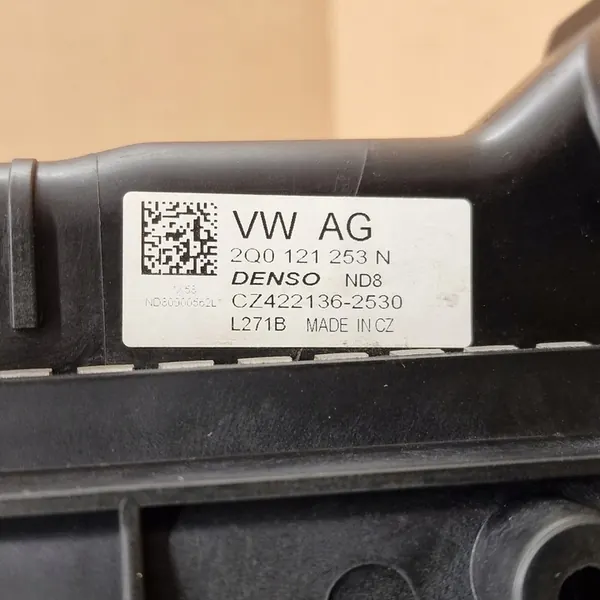 VW AG
2Q0 121 253 N
DENSO ND8
CZ422136-2530
L271B MADE IN CZ